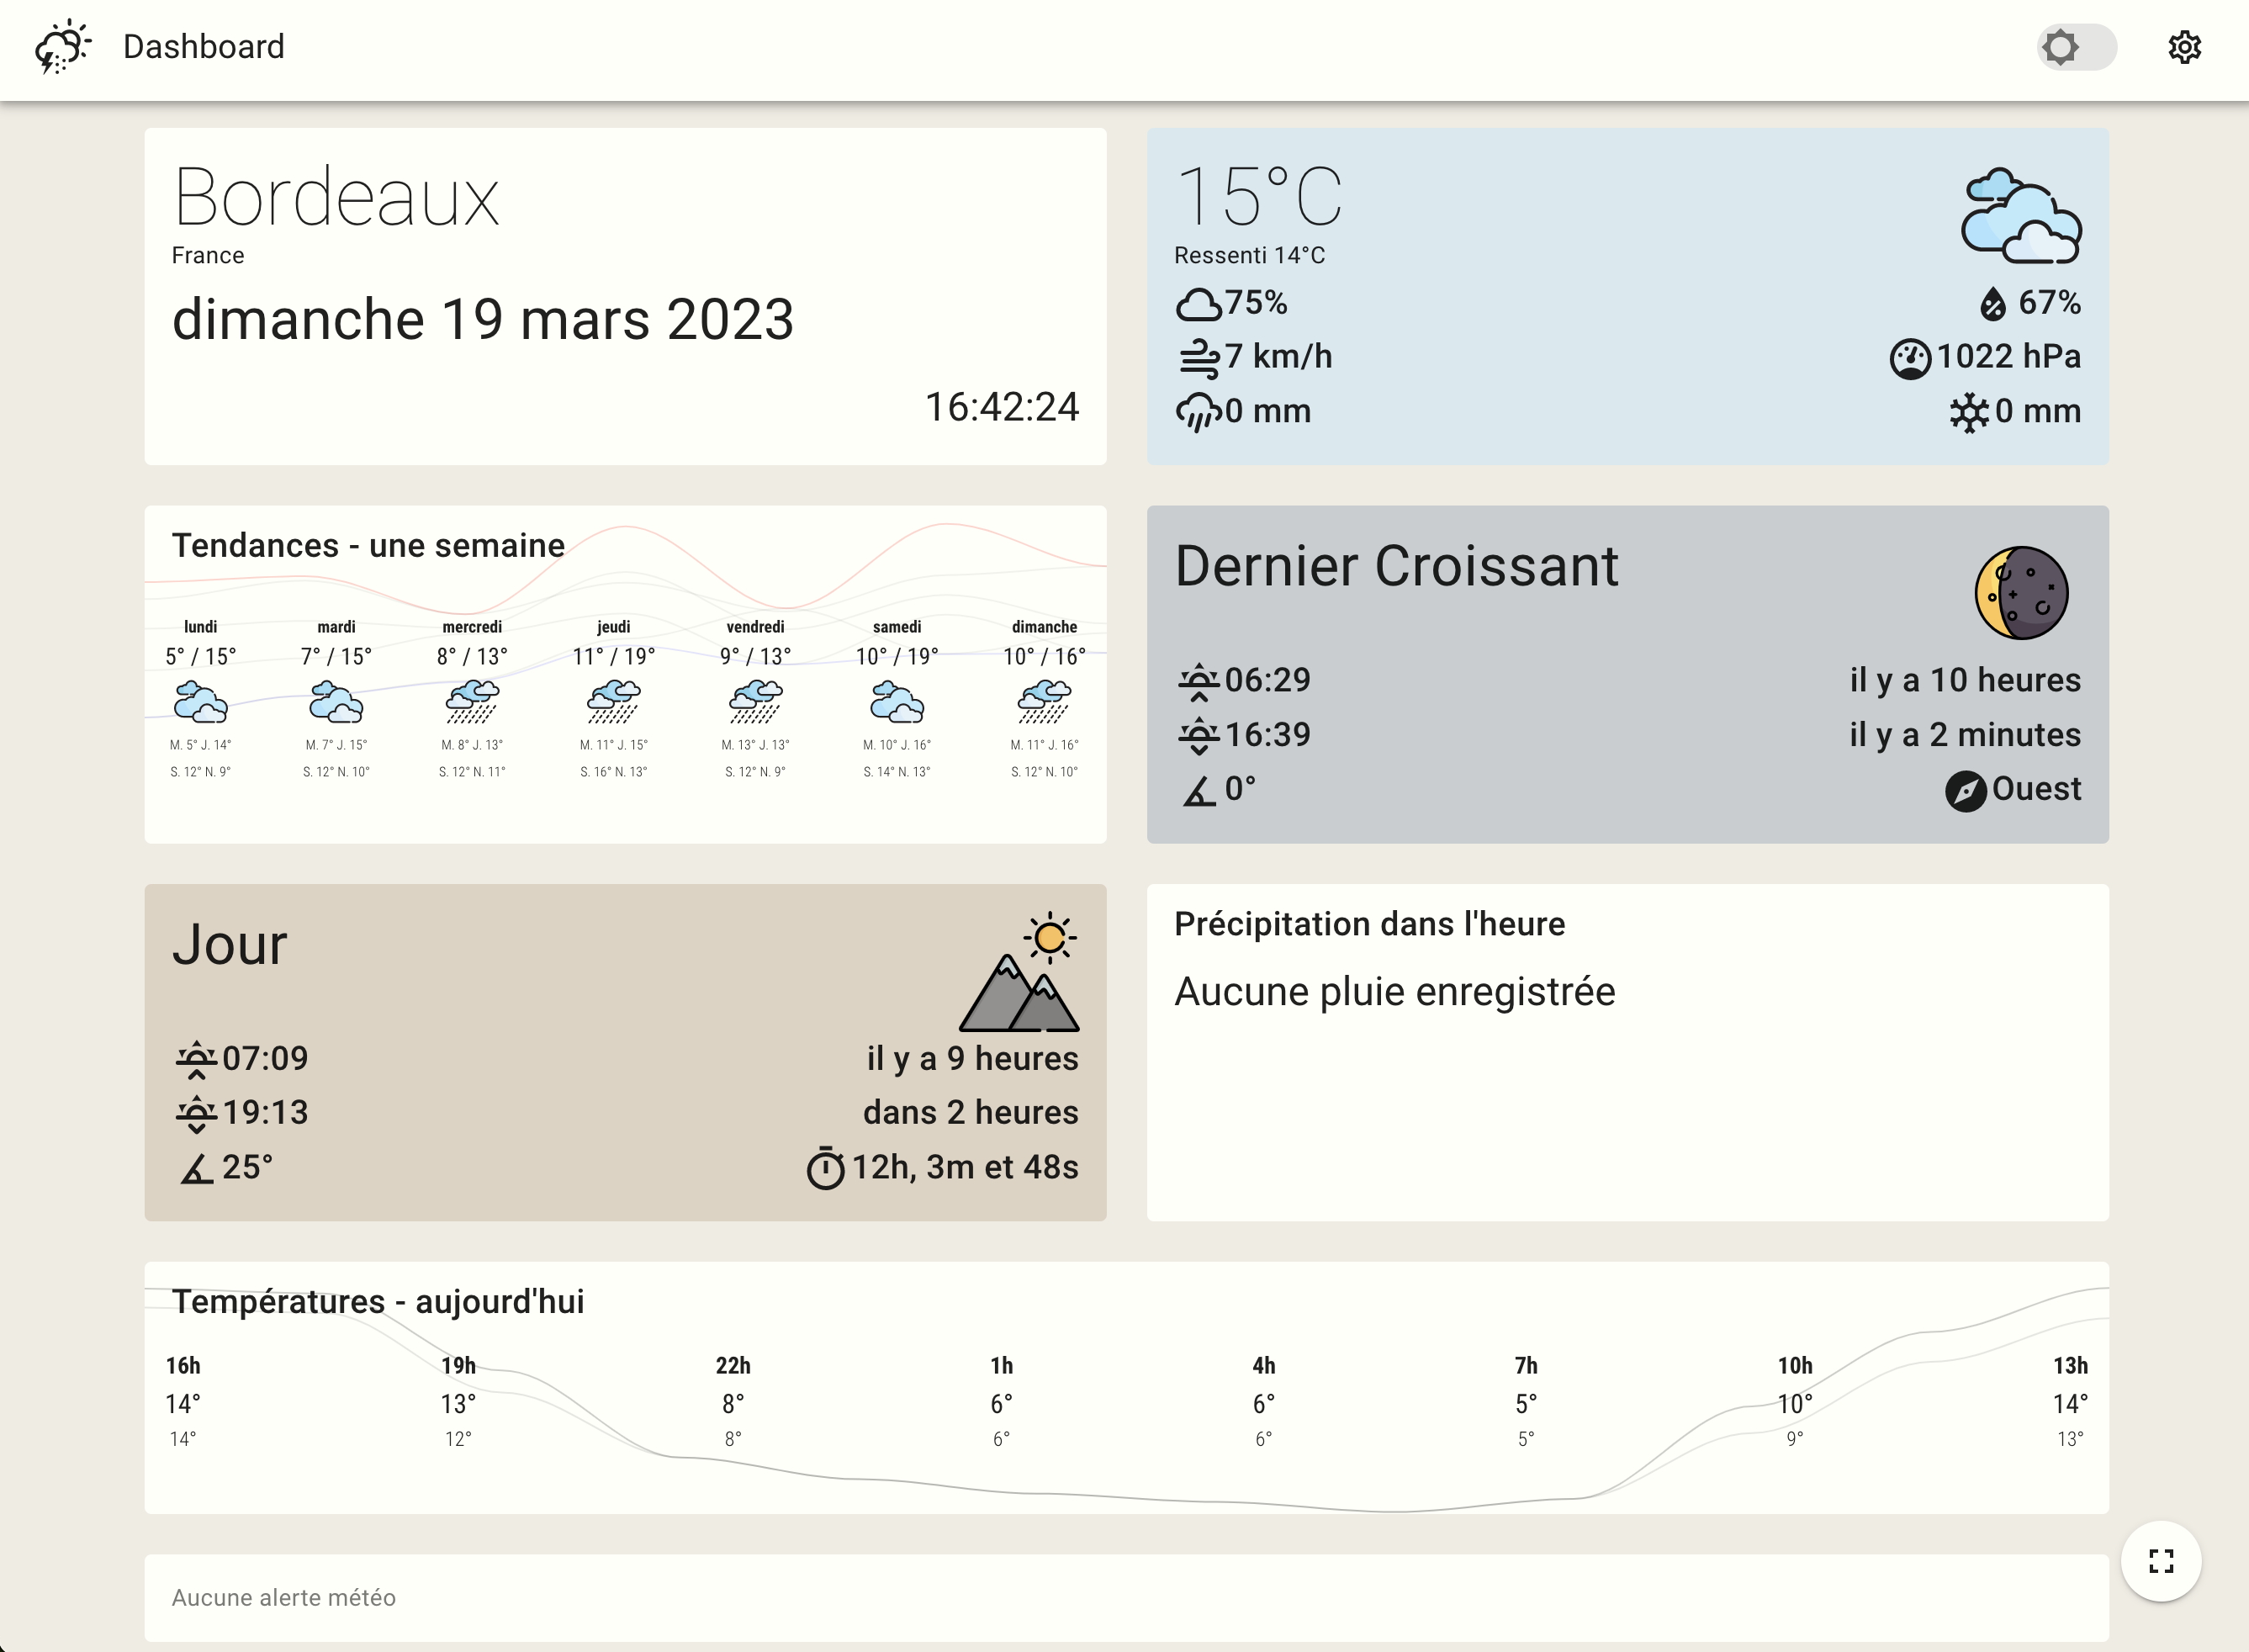 Dashboard
Bordeaux
France
dimanche 19 mars 2023
16:42:24
15°C
Ressenti 14°C
75% 67%
7 km/h 1022 hPa
0 mm 0 mm
Tendances - une semaine
lundi mardi mercredi jeudi vendredi samedi dimanche
5° / 15° 7° / 15° 8° / 13° 11° / 19° 9° / 13° 10° / 19° 10° / 16°
M. 5° J. 14° M. 7° J. 15° M. 8° J. 13° M. 11° J. 15° M. 13° J. 13° M. 10° J. 16° M. 11° J. 16°
S. 12° N. 9° S. 12° N. 10° S. 12° N. 11° S. 16° N. 13° S. 12° N. 9° S. 14° N. 13° S. 12° N. 10°
Dernier Croissant
06:29 il y a 10 heures
16:39 il y a 2 minutes
0° Ouest
Jour
07:09 il y a 9 heures
19:13 dans 2 heures
25° 12h, 3m et 48s
Précipitation dans l'heure
Aucune pluie enregistrée
Températures - aujourd'hui
16h 19h 22h 1h 4h 7h 10h 13h
14° 13° 8° 6° 6° 5° 10° 14°
14° 12° 8° 6° 6° 5° 9° 13°
Aucune alerte météo